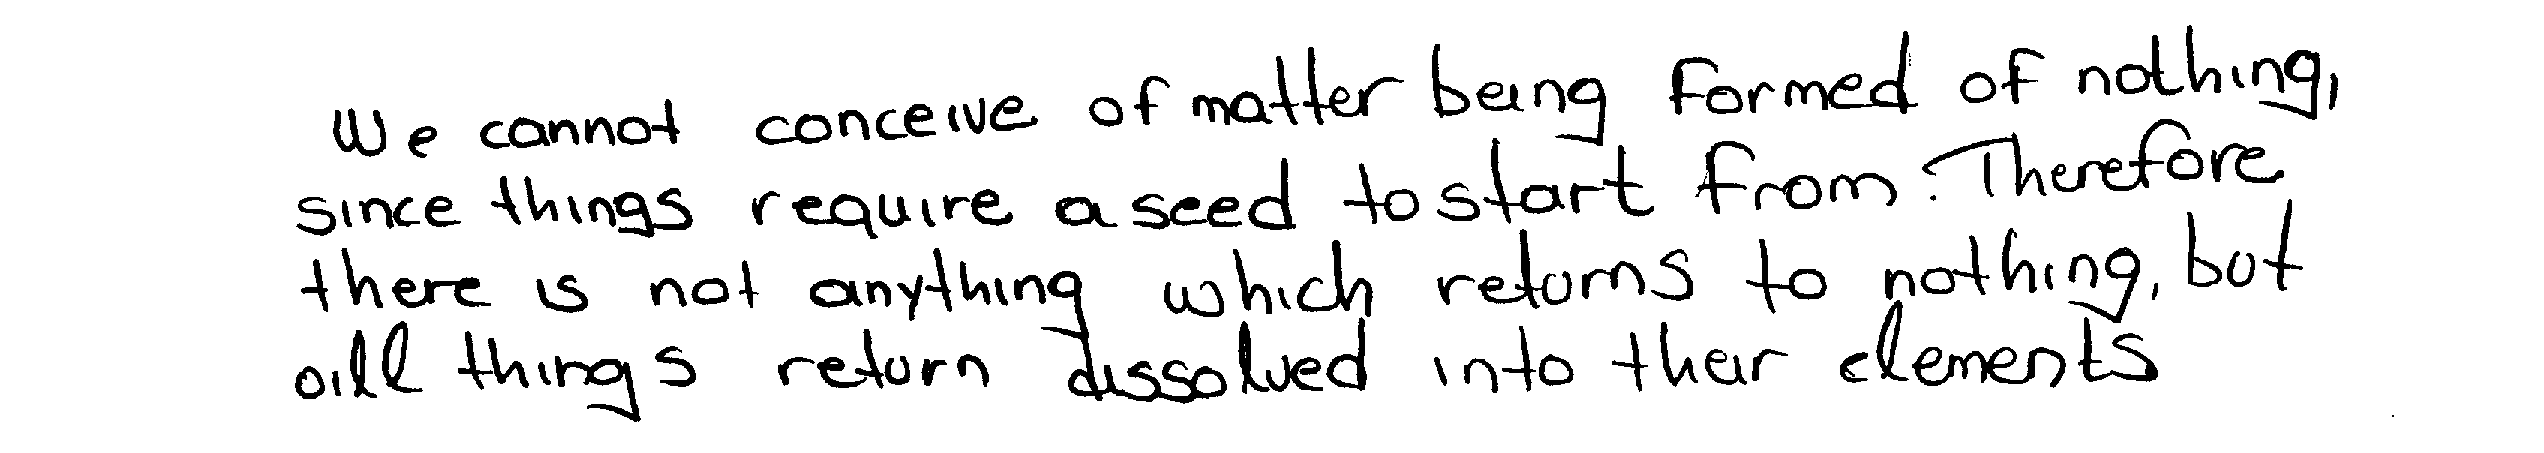 We cannot conceive of matter being formed of nothing,
since things require a seed to start from. Therefore
there is not anything which returns to nothing, but
all things return dissolved into their elements